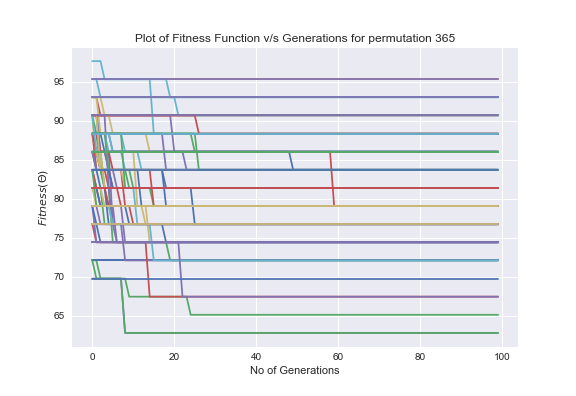 Plot of Fitness Function v/s Generations for permutation 365
95
90
85
80
75
70
65
Fitness(Θ)
0 20 40 60 80 100
No of Generations